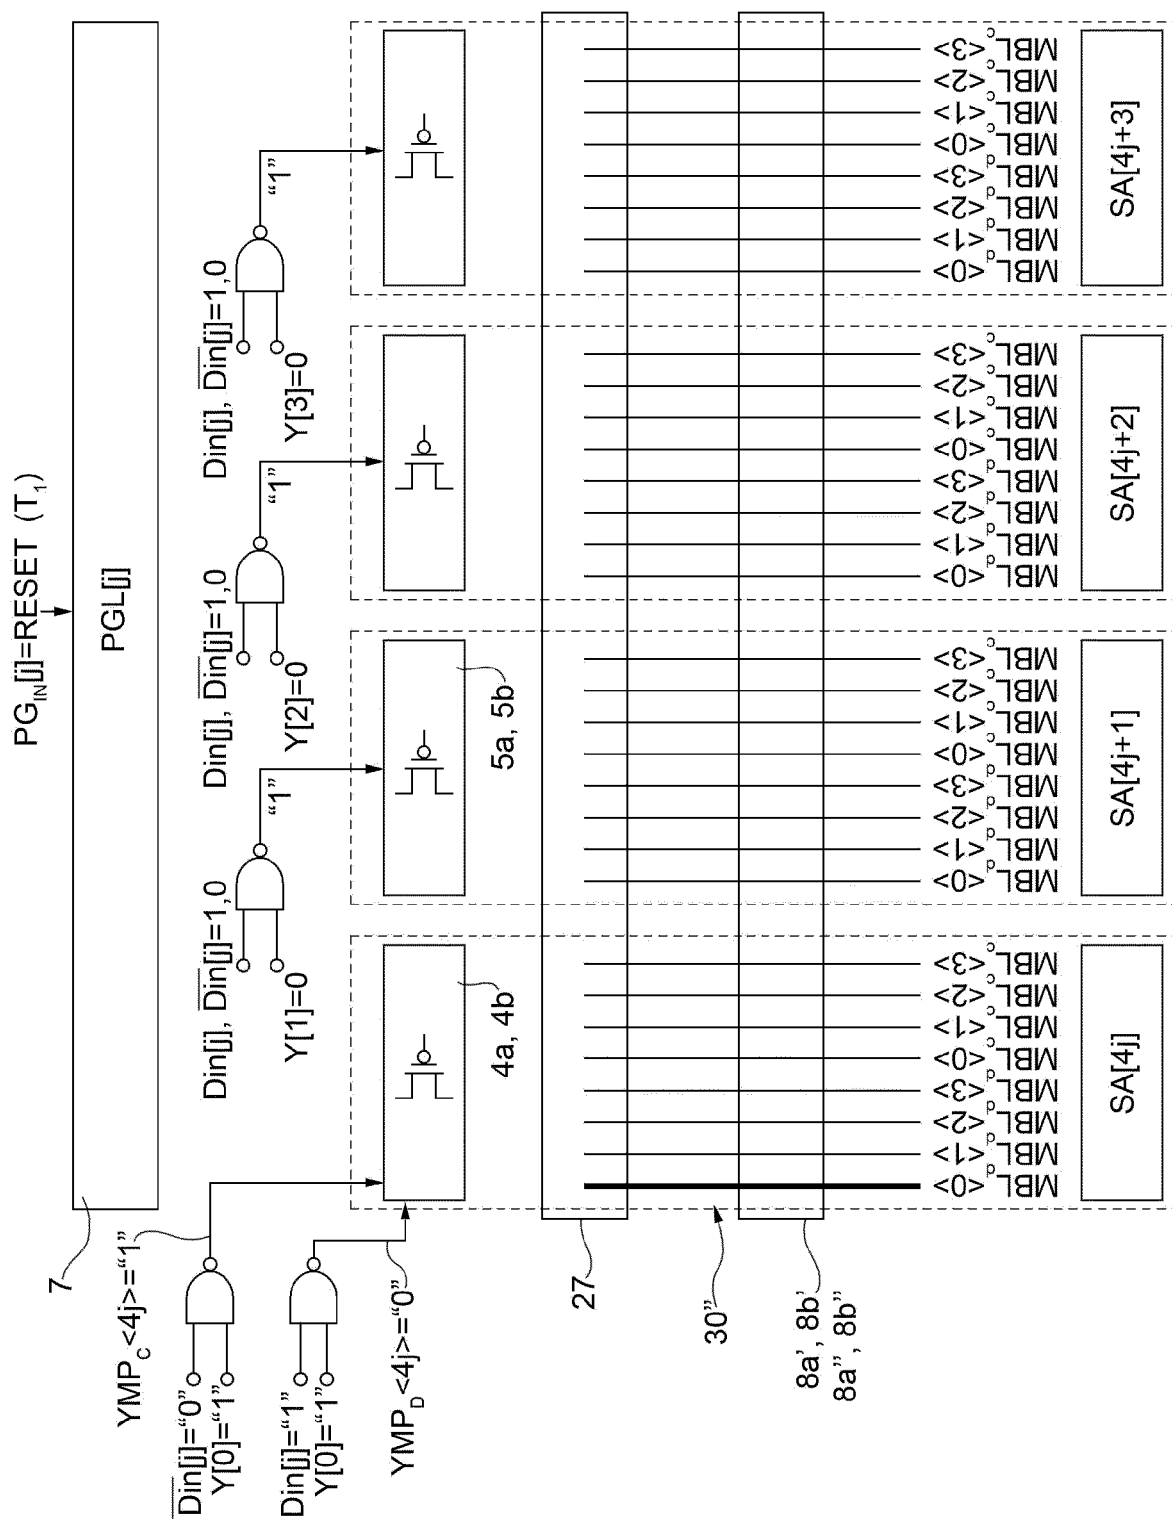 PG_IN[j]=RESET (T_1)
7
PGL[j]
YMP_C<4j>="1"
D̅i̅n̅[j]="0"
Y[0]="1"
Din[j]="1"
Y[0]="1"
YMP_D<4j>="0"
Din[j], D̅i̅n̅[j]=1,0
Y[1]=0
"1"
Din[j], D̅i̅n̅[j]=1,0
Y[2]=0
"1"
Din[j], D̅i̅n̅[j]=1,0
Y[3]=0
"1"
4a, 4b
5a, 5b
27
30"
8a', 8b'
8a", 8b"
MBL_d<0>
MBL_d<1>
MBL_d<2>
MBL_d<3>
MBL_c<0>
MBL_c<1>
MBL_c<2>
MBL_c<3>
MBL_d<0>
MBL_d<1>
MBL_d<2>
MBL_d<3>
MBL_c<0>
MBL_c<1>
MBL_c<2>
MBL_c<3>
MBL_d<0>
MBL_d<1>
MBL_d<2>
MBL_d<3>
MBL_c<0>
MBL_c<1>
MBL_c<2>
MBL_c<3>
MBL_d<0>
MBL_d<1>
MBL_d<2>
MBL_d<3>
MBL_c<0>
MBL_c<1>
MBL_c<2>
MBL_c<3>
SA[4j]
SA[4j+1]
SA[4j+2]
SA[4j+3]